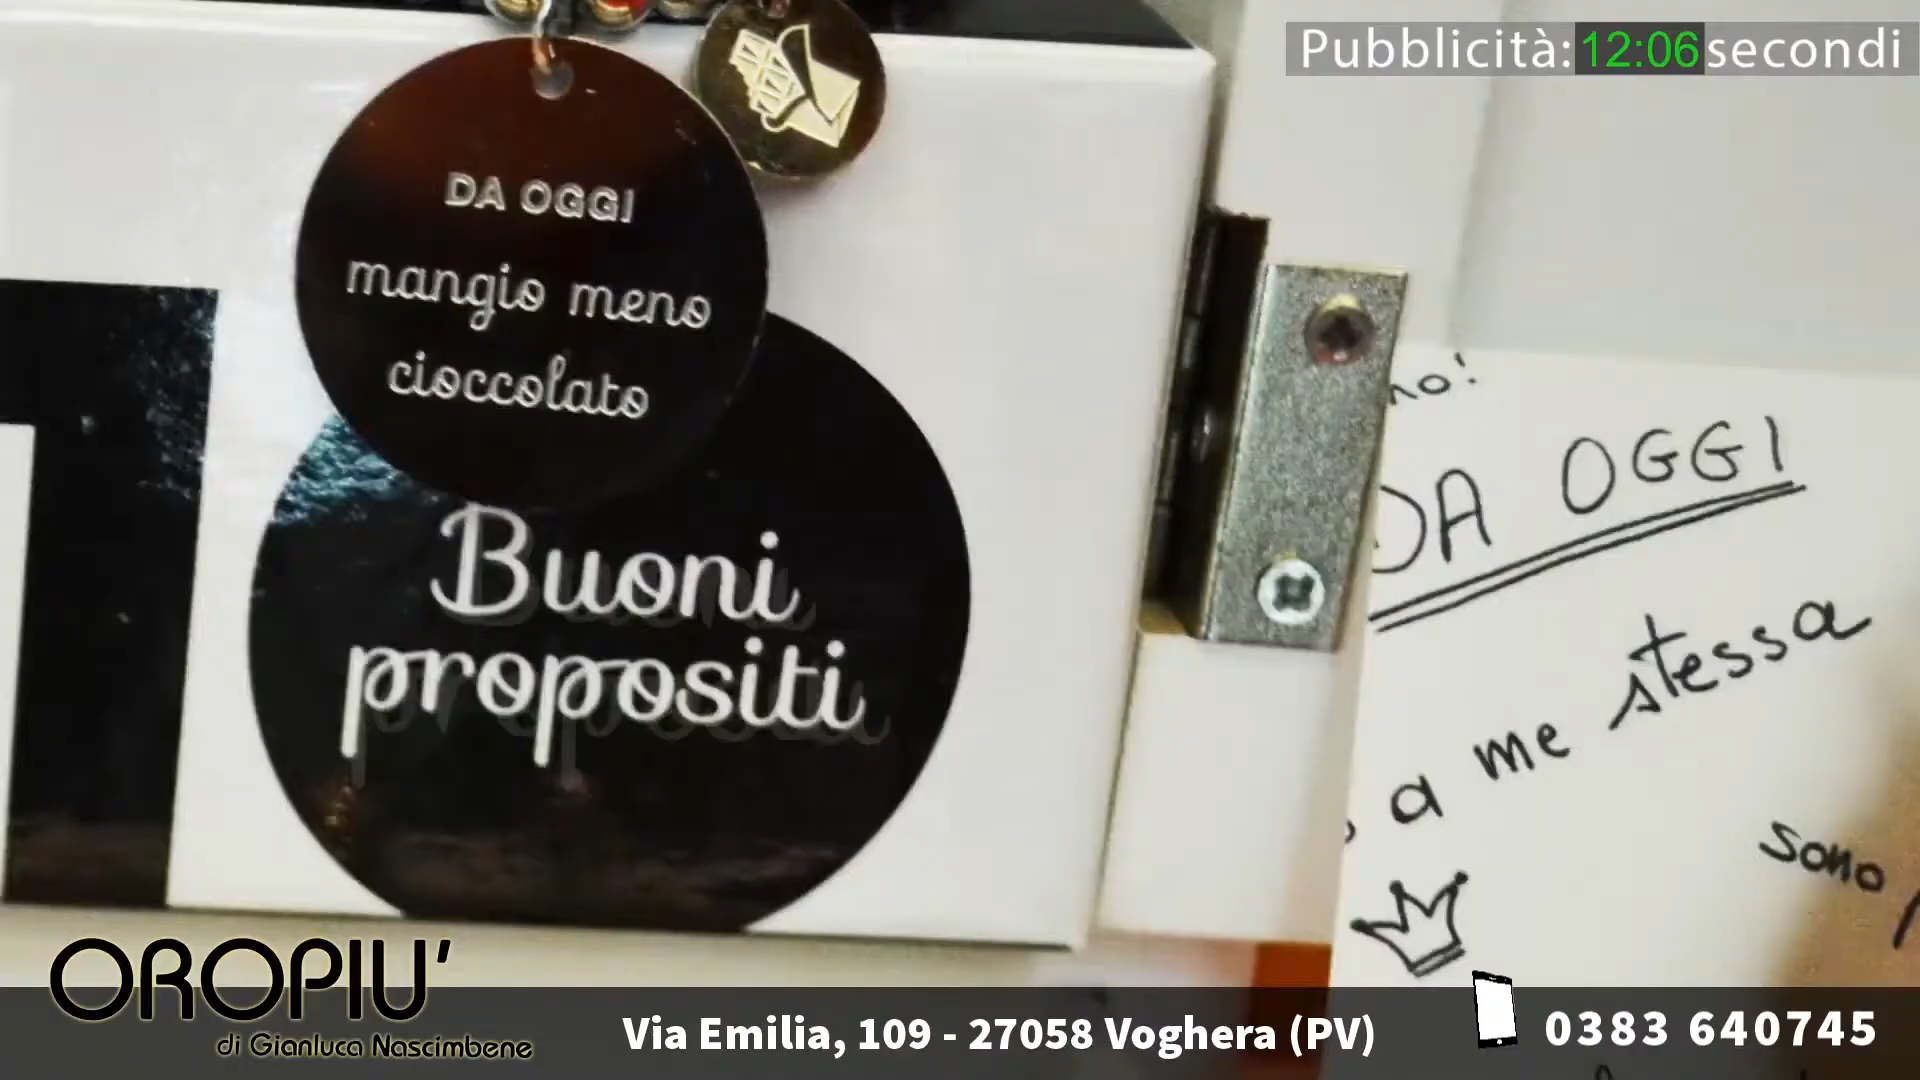 Pubblicità: 12:06 secondi
DA OGGI
mangio meno
cioccolato
Buoni
propositi
DA OGGI
a me stessa
sono
OROPIU'
di Gianluca Nascimbene
Via Emilia, 109 - 27058 Voghera (PV)
0383 640745